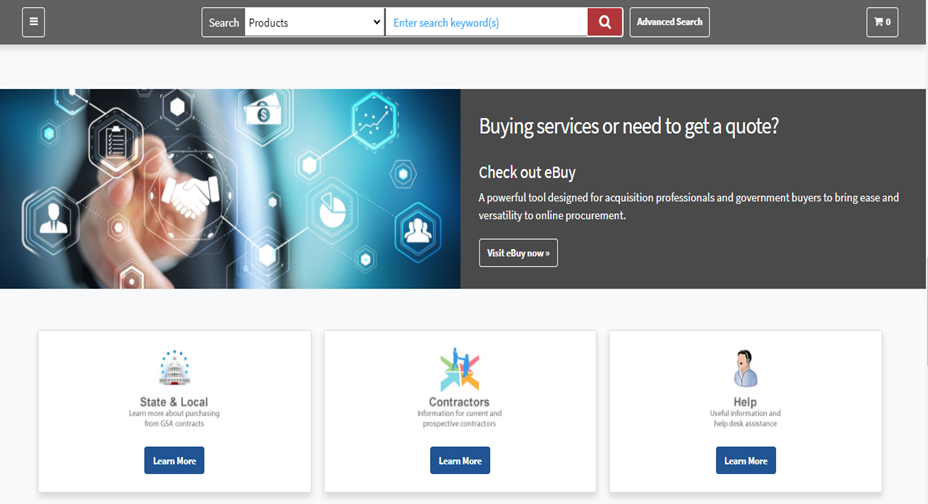 Search Products Enter search keyword(s) Advanced Search 0
Buying services or need to get a quote?
Check out eBuy
A powerful tool designed for acquisition professionals and government buyers to bring ease and
versatility to online procurement.
Visit eBuy now »
State & Local
Learn more about purchasing
from GSA contracts
Learn More
Contractors
Information for current and
prospective contractors
Learn More
Help
Useful information and
help desk assistance
Learn More